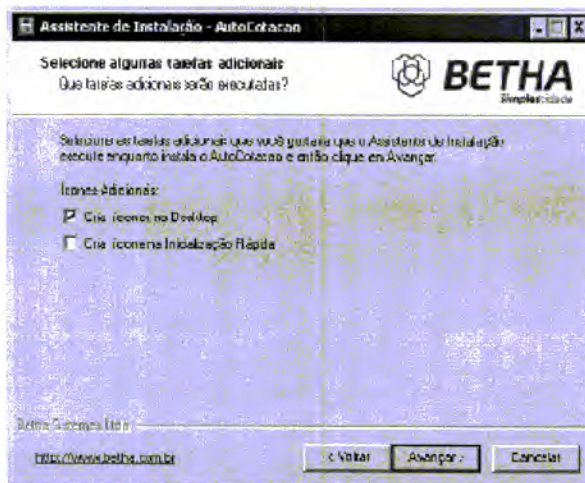 Assistente de Instalação - AutoCotacao
Selecione algumas tarefas adicionais
Que tarefas adicionais serão executadas?
BETHA
Simplescidade
Selecione as tarefas adicionais que você gostaria que o Assistente de Instalação
execute enquanto instala o AutoCotacao e então clique em Avançar.
Ícones Adicionais:
Criar ícones no Desktop
Criar ícone na Inicialização Rápida
Betha Sistemas Ltda
http://www.betha.com.br
< Voltar
Avançar >
Cancelar